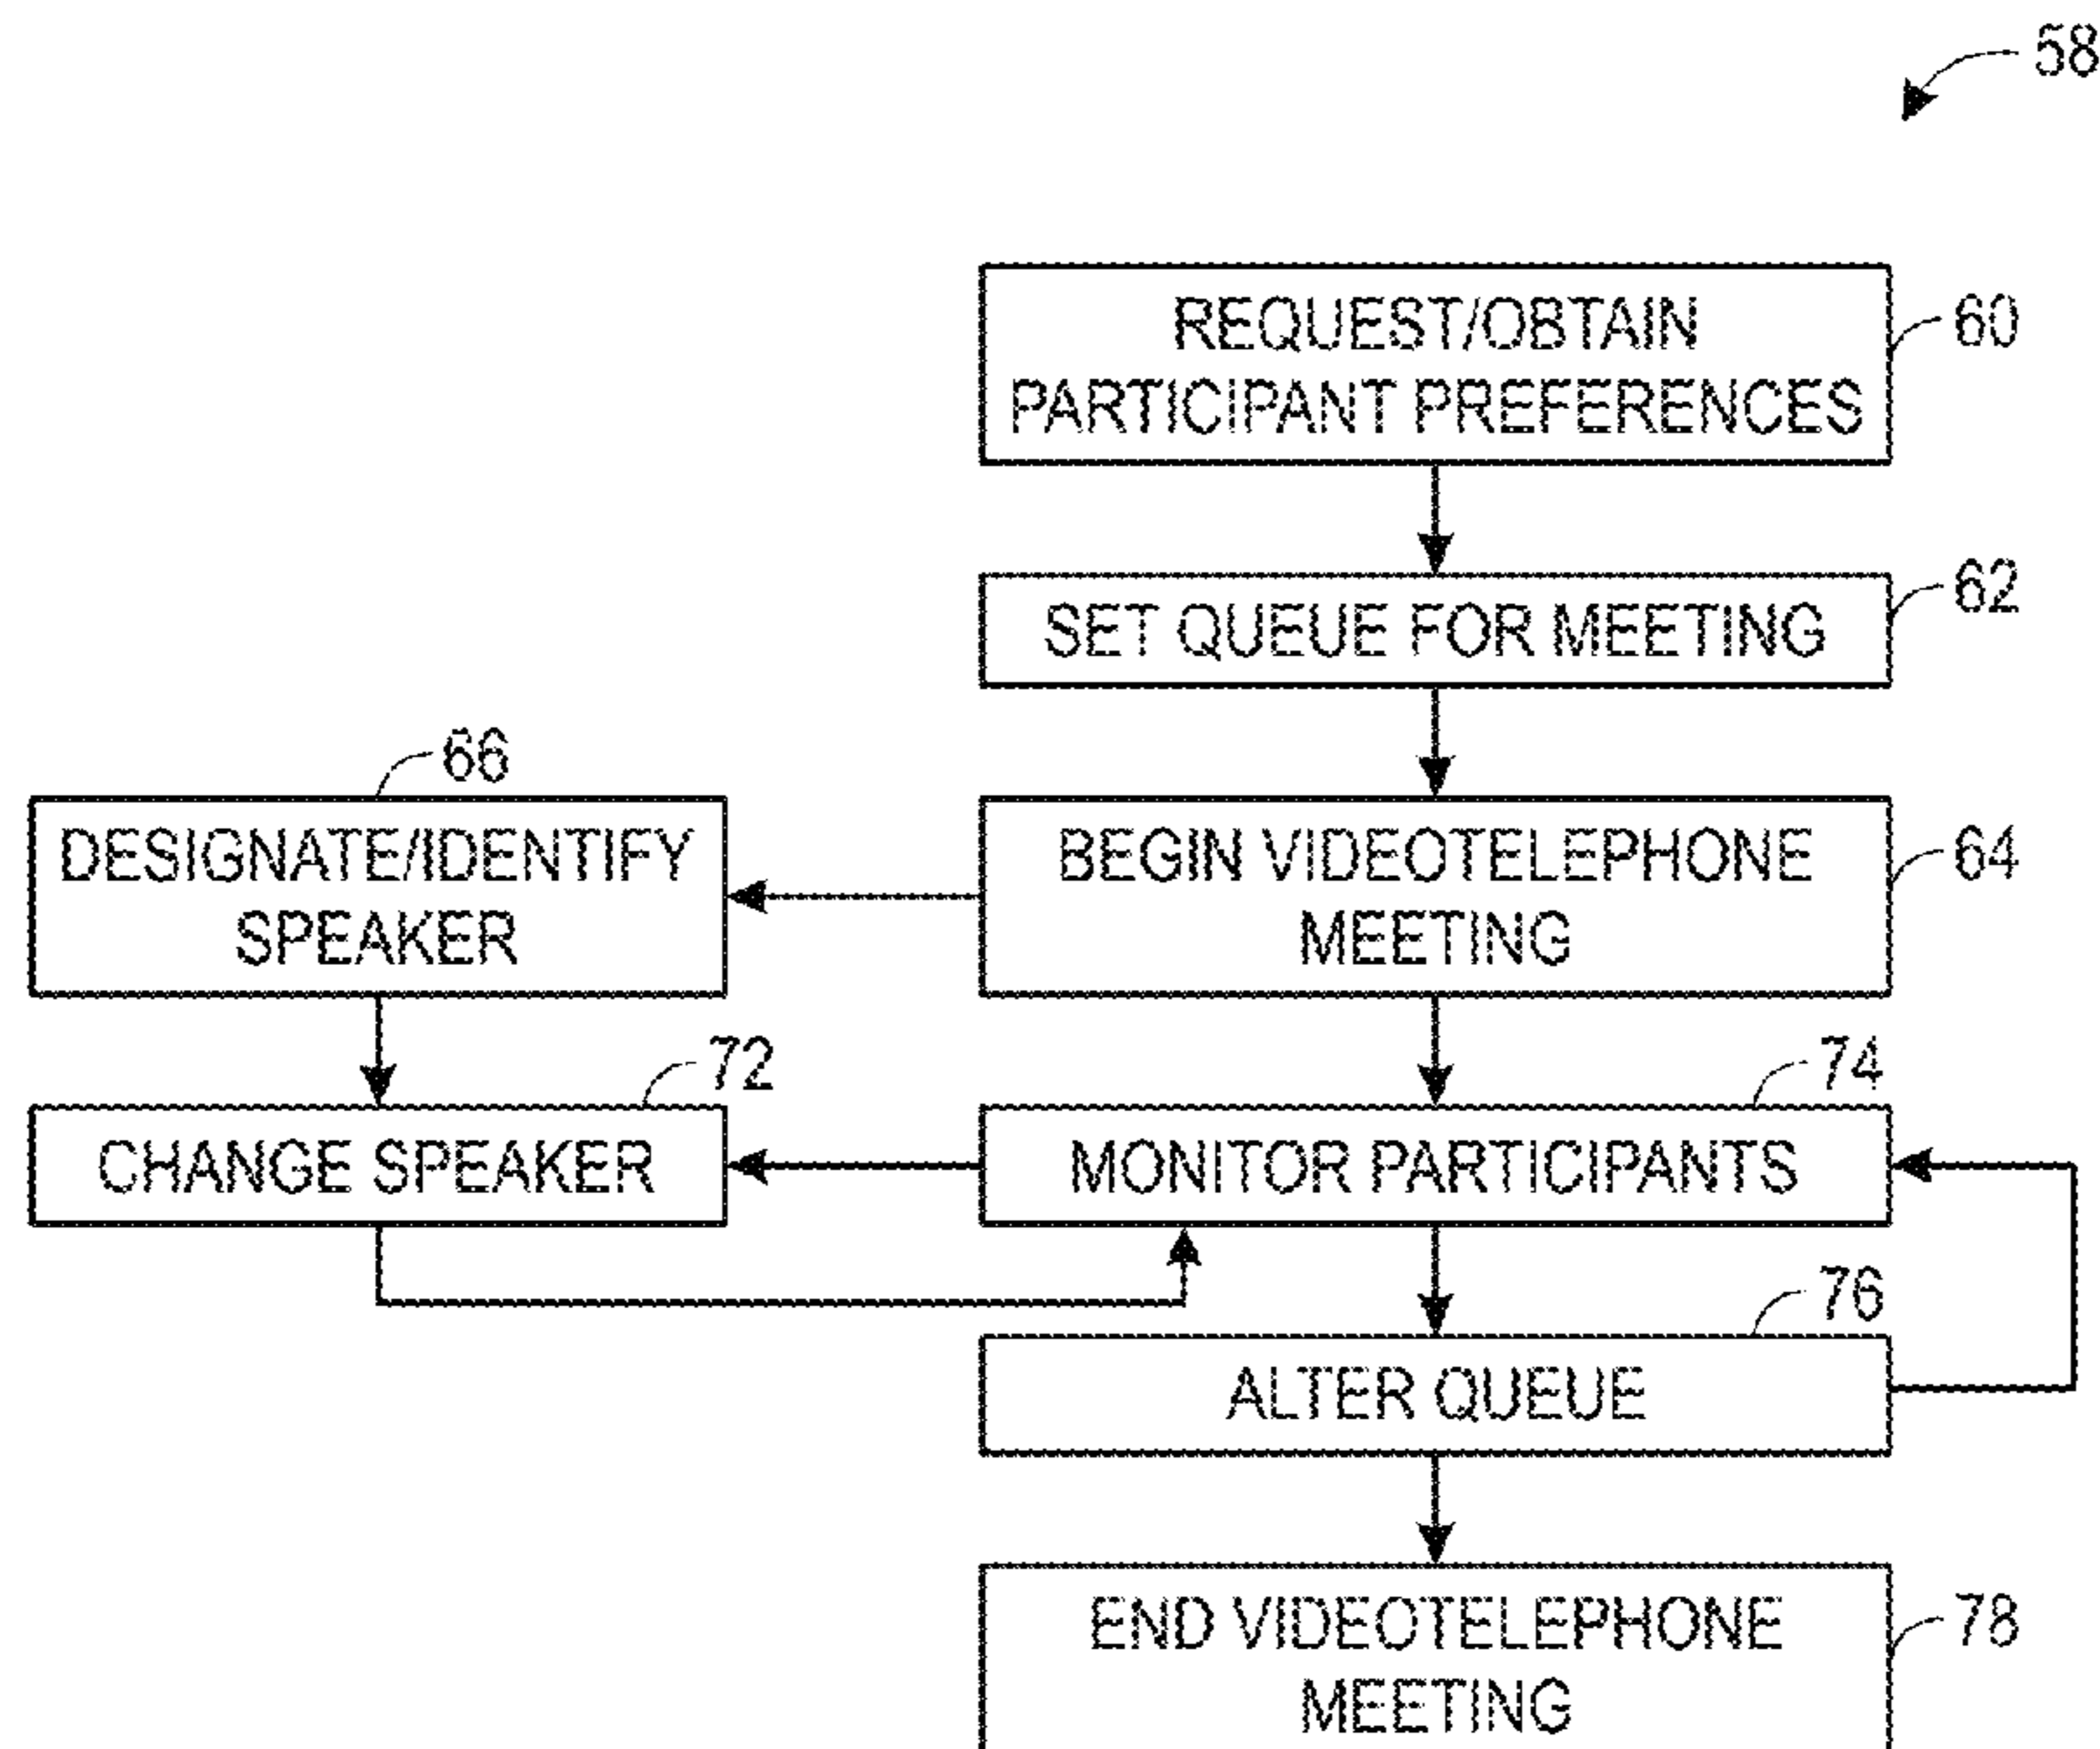 58
REQUEST/OBTAIN
PARTICIPANT PREFERENCES
60
SET QUEUE FOR MEETING
62
66
DESIGNATE/IDENTIFY
SPEAKER
BEGIN VIDEOTELEPHONE
MEETING
64
72
CHANGE SPEAKER
74
MONITOR PARTICIPANTS
76
ALTER QUEUE
END VIDEOTELEPHONE
MEETING
78